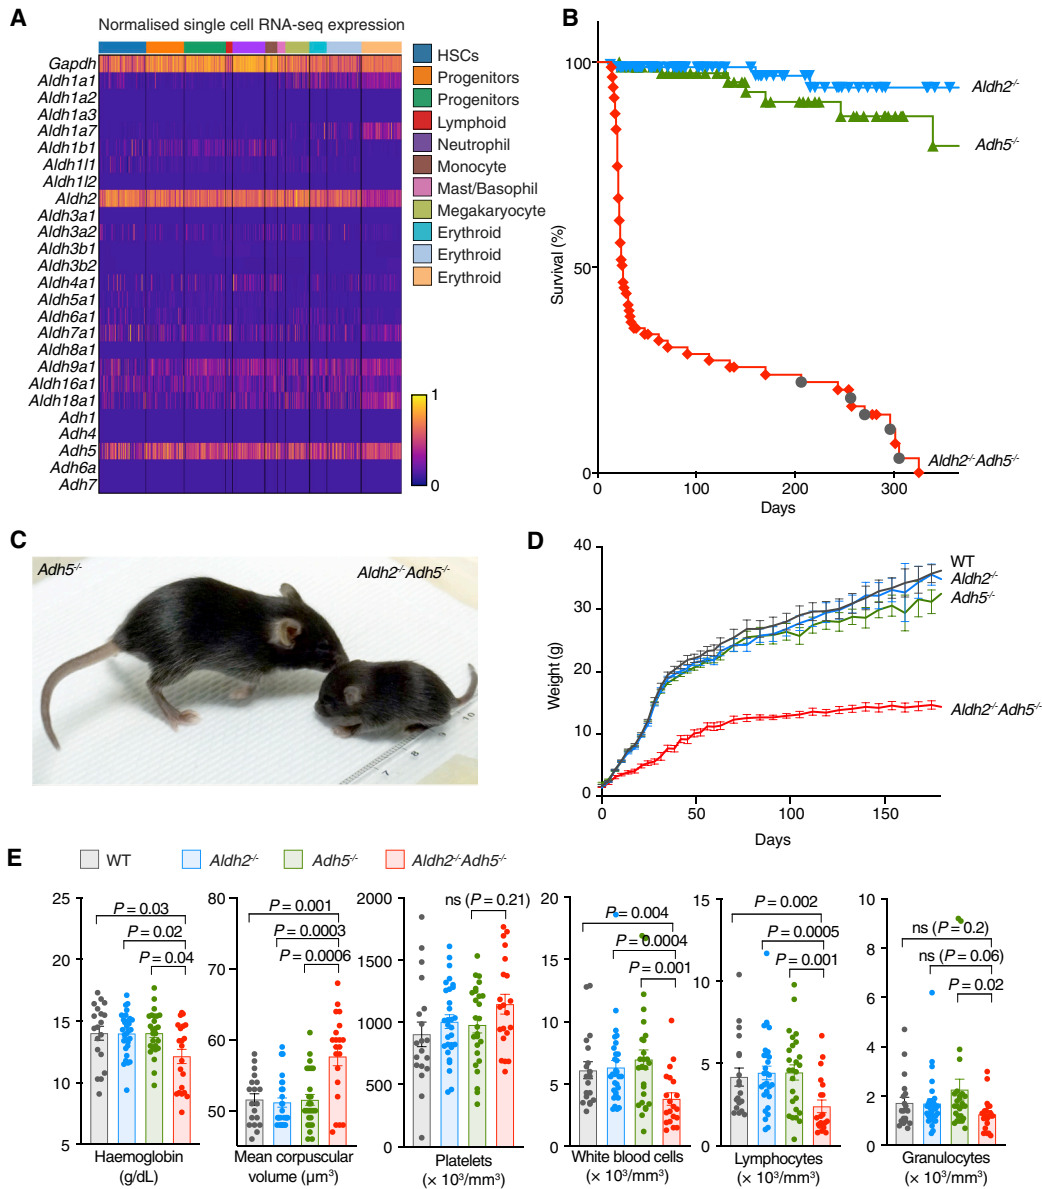 A
Normalised single cell RNA-seq expression
Gapdh
Aldh1a1
Aldh1a2
Aldh1a3
Aldh1a7
Aldh1b1
Aldh1l1
Aldh1l2
Aldh2
Aldh3a1
Aldh3a2
Aldh3b1
Aldh3b2
Aldh4a1
Aldh5a1
Aldh6a1
Aldh7a1
Aldh8a1
Aldh9a1
Aldh16a1
Aldh18a1
Adh1
Adh4
Adh5
Adh6a
Adh7
HSCs
Progenitors
Progenitors
Lymphoid
Neutrophil
Monocyte
Mast/Basophil
Megakaryocyte
Erythroid
Erythroid
Erythroid
1
0
B
Survival (%)
100
50
0
0 100 200 300
Days
Aldh2-/-
Adh5-/-
Aldh2-/-Adh5-/-
C
Adh5-/-
Aldh2-/-Adh5-/-
7 8 9 10
D
Weight (g)
40
30
20
10
0
0 50 100 150
Days
WT
Aldh2-/-
Adh5-/-
Aldh2-/-Adh5-/-
E
WT Aldh2-/- Adh5-/- Aldh2-/-Adh5-/-
25
20
15
10
5
P = 0.03
P = 0.02
P = 0.04
Haemoglobin
(g/dL)
80
70
60
50
P = 0.001
P = 0.0003
P = 0.0006
Mean corpuscular
volume (μm³)
2000
1500
1000
500
0
ns (P = 0.21)
Platelets
(× 10³/mm³)
20
15
10
5
0
P = 0.004
P = 0.0004
P = 0.001
White blood cells
(× 10³/mm³)
15
10
5
0
P = 0.002
P = 0.0005
P = 0.001
Lymphocytes
(× 10³/mm³)
10
8
6
4
2
0
ns (P = 0.2)
ns (P = 0.06)
P = 0.02
Granulocytes
(× 10³/mm³)